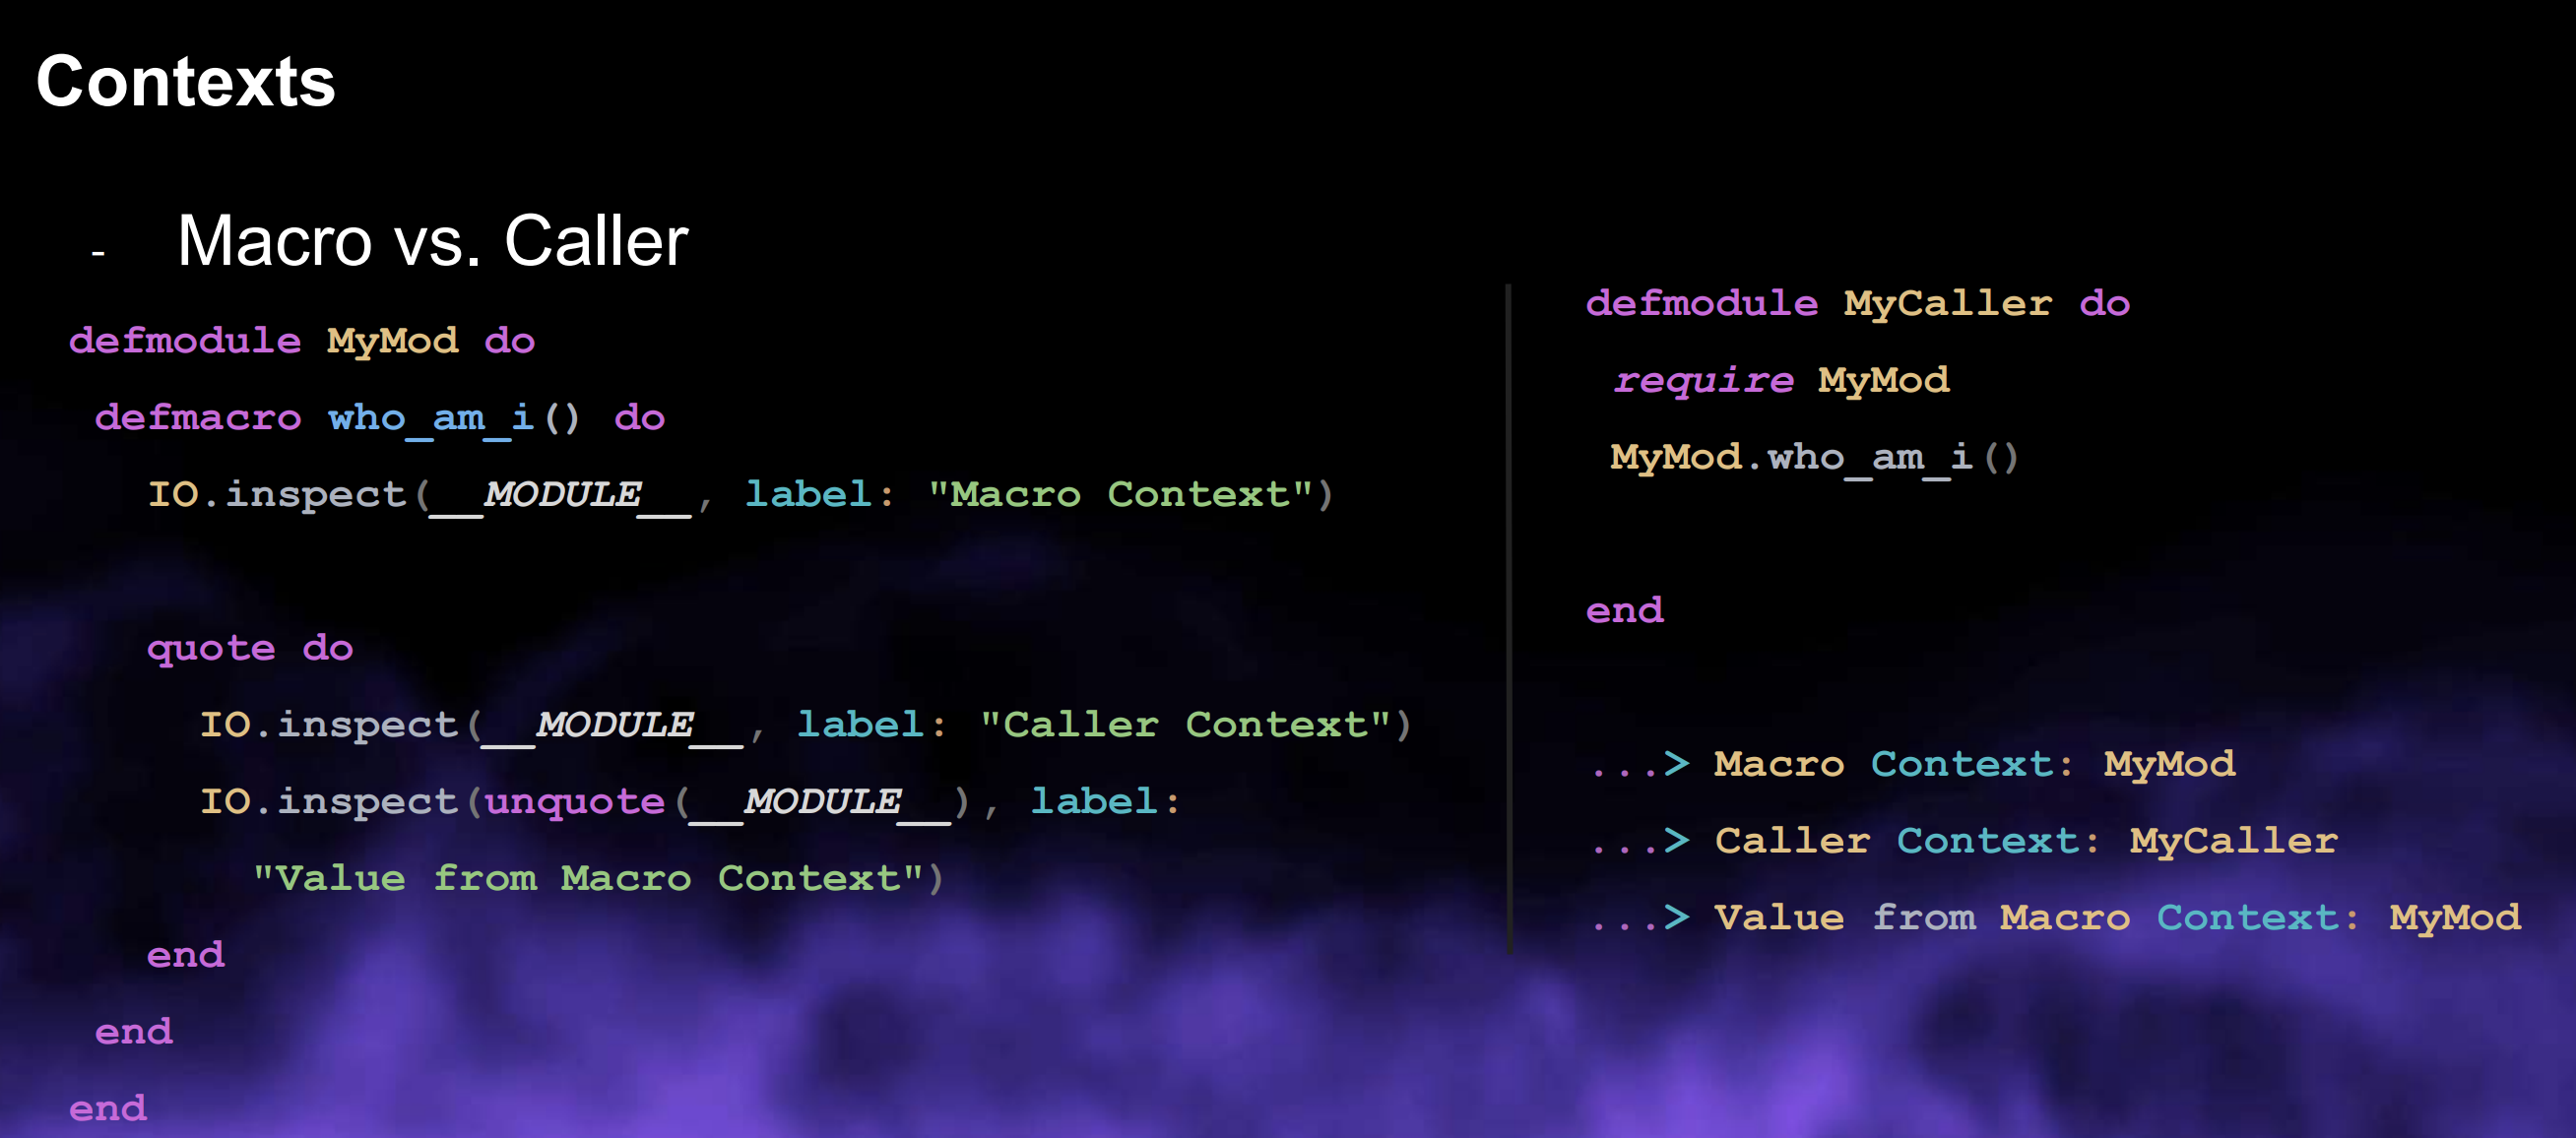 Contexts
- Macro vs. Caller
defmodule MyMod do
defmacro who_am_i() do
IO.inspect(__MODULE__, label: "Macro Context")
quote do
IO.inspect(__MODULE__, label: "Caller Context")
IO.inspect(unquote(__MODULE__), label:
"Value from Macro Context")
end
end
end
defmodule MyCaller do
require MyMod
MyMod.who_am_i()
end
...> Macro Context: MyMod
...> Caller Context: MyCaller
...> Value from Macro Context: MyMod